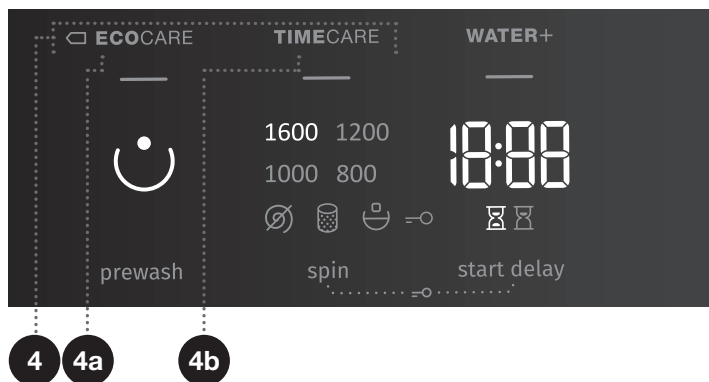 ECOCARE TIMECARE WATER+
1600 1200
18:88
1000 800
prewash spin start delay
4 4a 4b